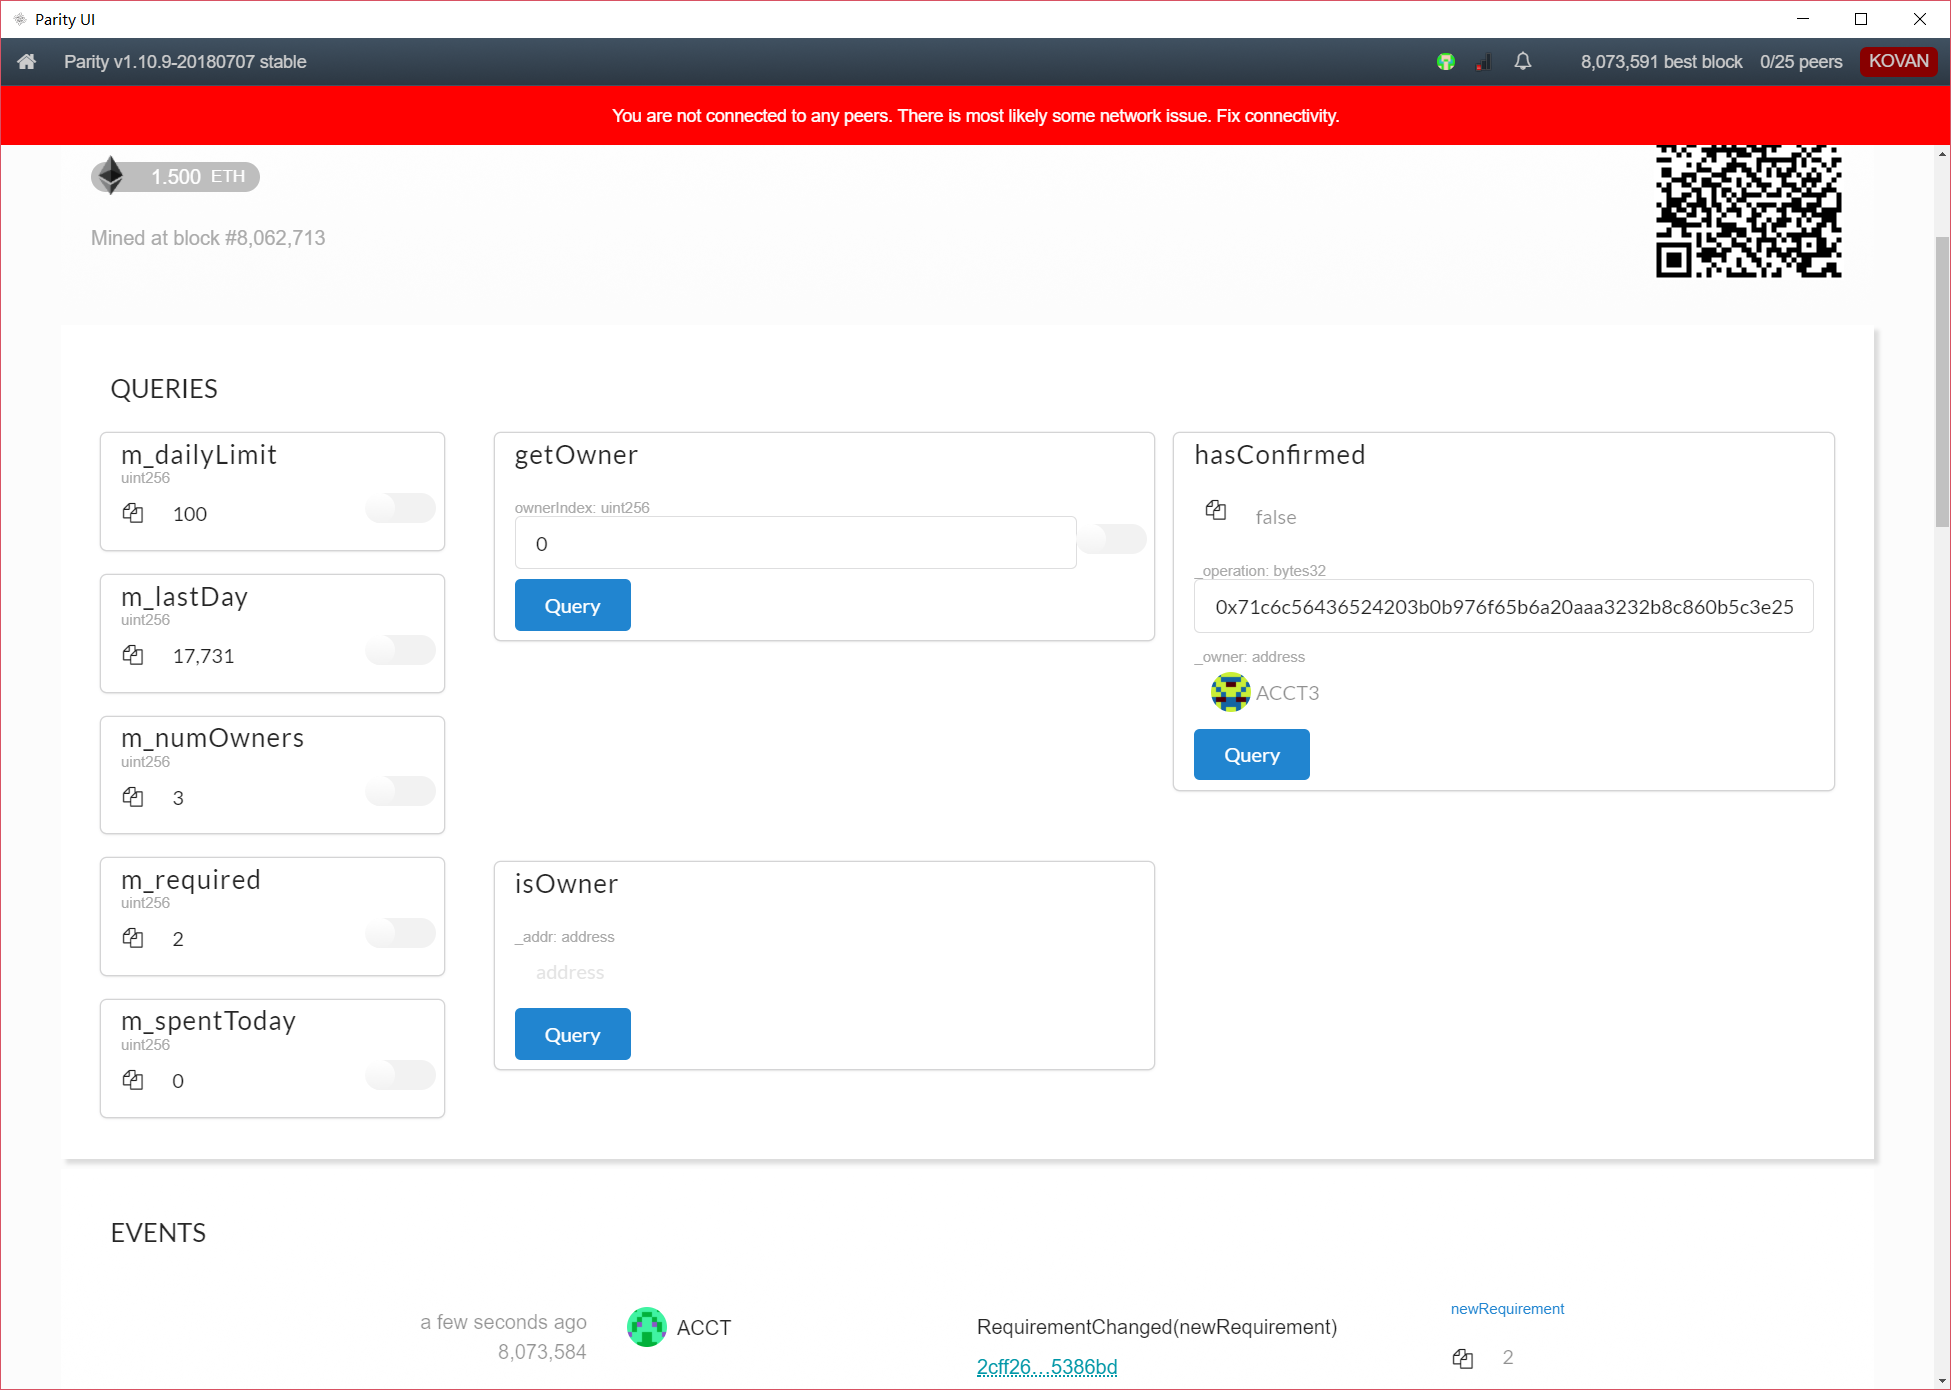 Parity UI
Parity v1.10.9-20180707 stable
8,073,591 best block 0/25 peers KOVAN
You are not connected to any peers. There is most likely some network issue. Fix connectivity.
1.500 ETH
Mined at block #8,062,713
QUERIES
m_dailyLimit
uint256
100
m_lastDay
uint256
17,731
m_numOwners
uint256
3
m_required
uint256
2
m_spentToday
uint256
0
getOwner
ownerIndex: uint256
0
Query
isOwner
_addr: address
address
Query
hasConfirmed
false
_operation: bytes32
0x71c6c56436524203b0b976f65b6a20aaa3232b8c860b5c3e25
_owner: address
ACCT3
Query
EVENTS
a few seconds ago
8,073,584
ACCT
RequirementChanged(newRequirement)
2cff26...5386bd
newRequirement
2